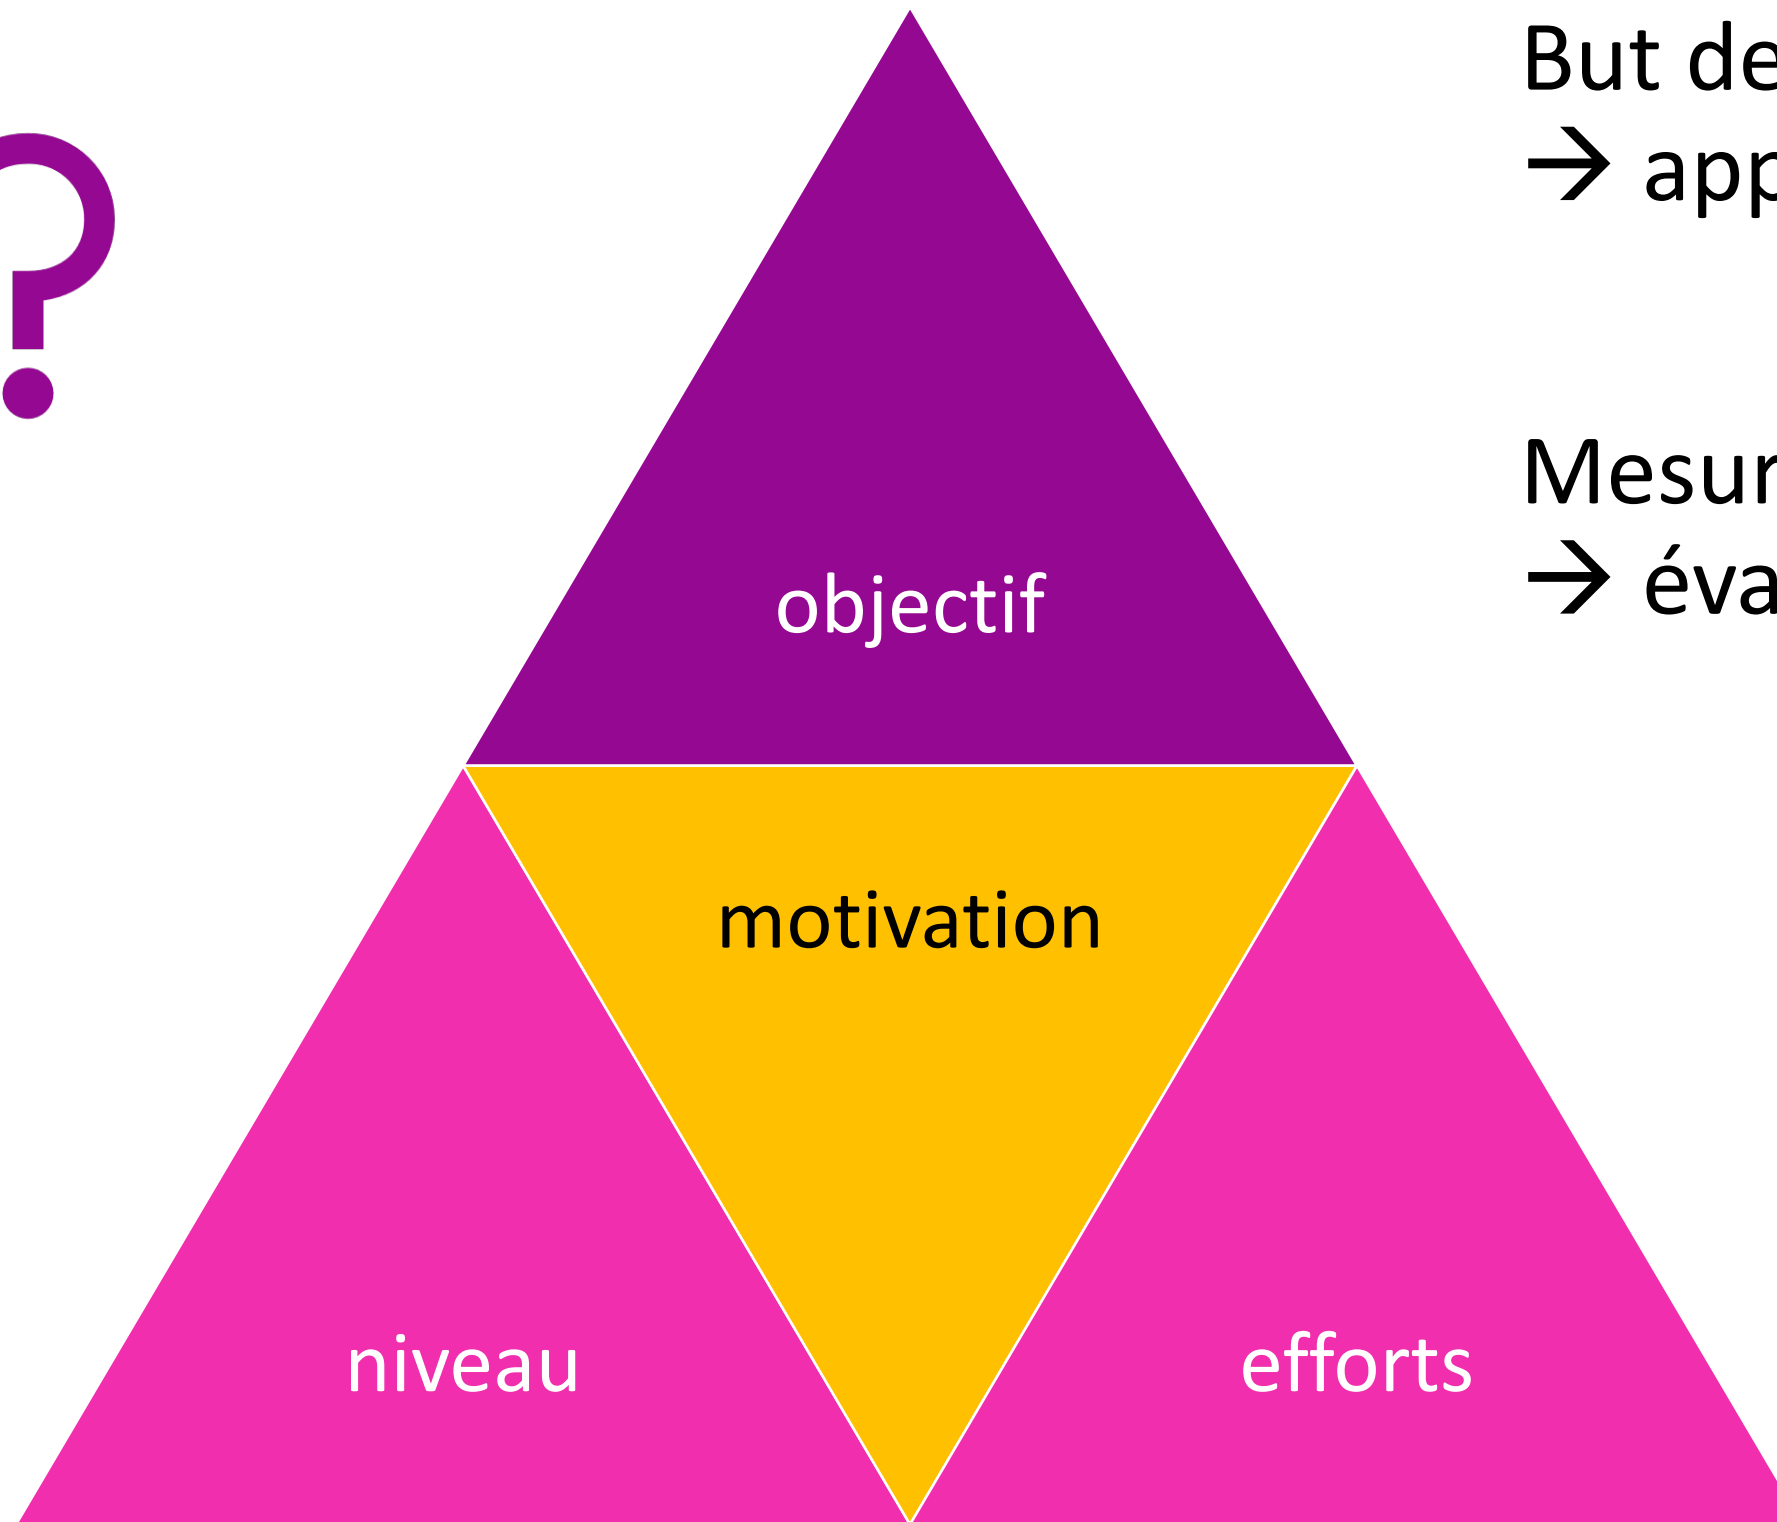 ?
But de
→ app
Mesur
→ éva
objectif
motivation
niveau
efforts